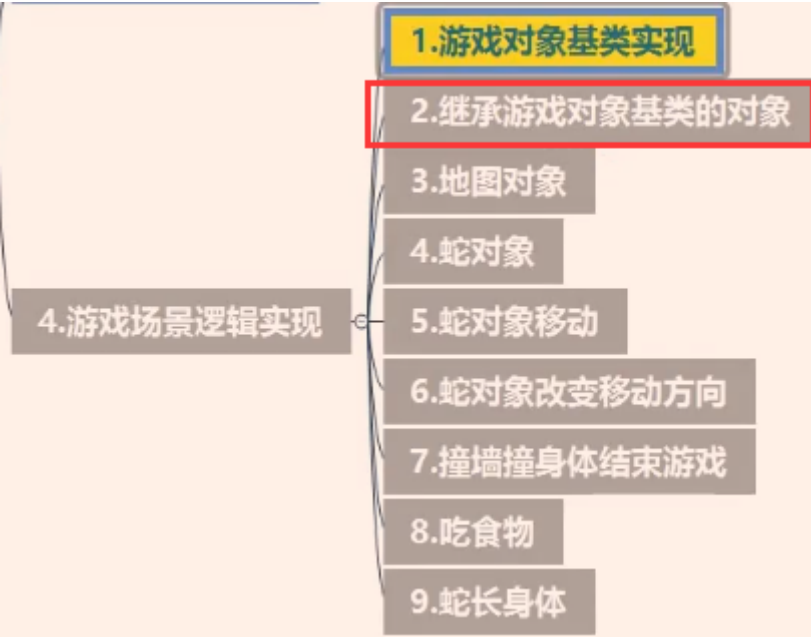 1.游戏对象基类实现
2.继承游戏对象基类的对象
3.地图对象
4.蛇对象
4.游戏场景逻辑实现
5.蛇对象移动
6.蛇对象改变移动方向
7.撞墙撞身体结束游戏
8.吃食物
9.蛇长身体